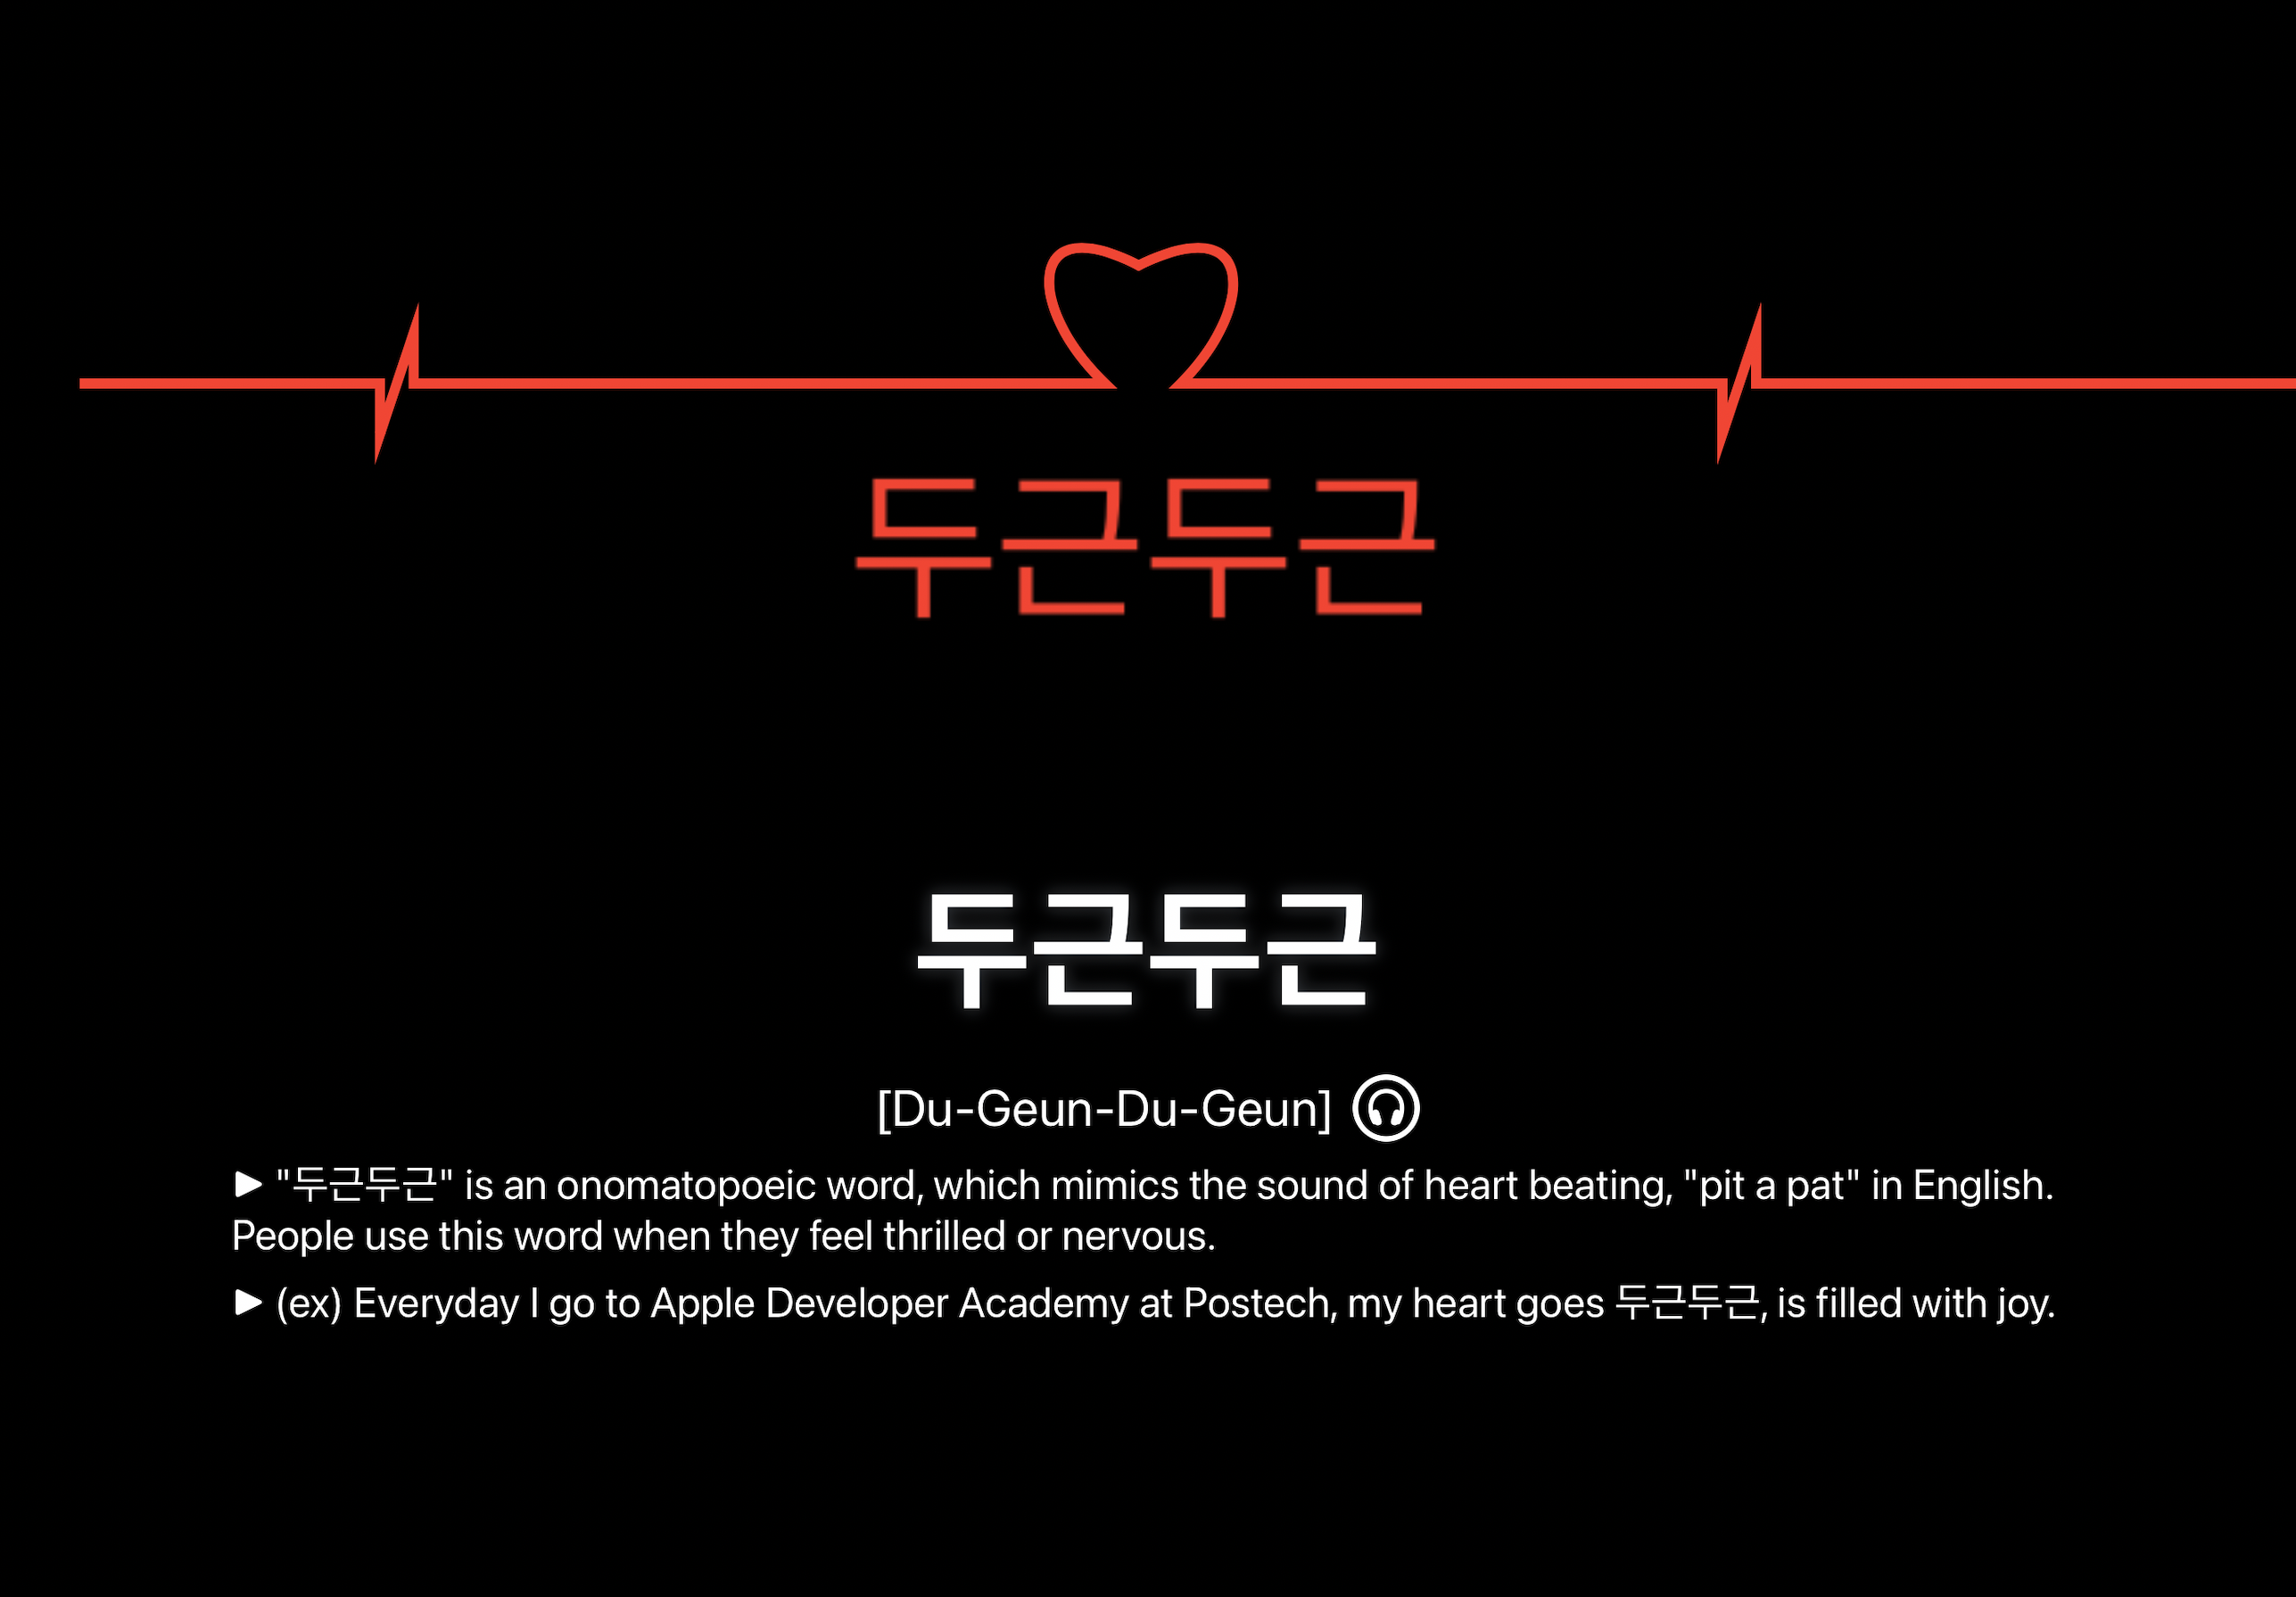 두근두근
두근두근
[Du-Geun-Du-Geun]
▶ "두근두근" is an onomatopoeic word, which mimics the sound of heart beating, "pit a pat" in English.
People use this word when they feel thrilled or nervous.
▶ (ex) Everyday I go to Apple Developer Academy at Postech, my heart goes 두근두근, is filled with joy.